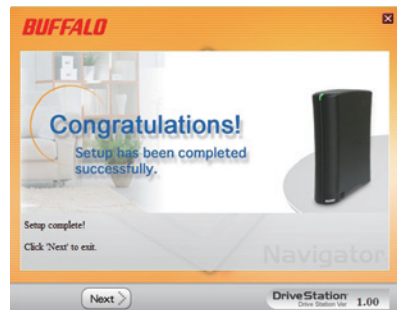 BUFFALO
Congratulations!
Setup has been completed
successfully.
Setup complete!
Click 'Next' to exit.
Navigator
Next
DriveStation
Drive Station Ver 1.00